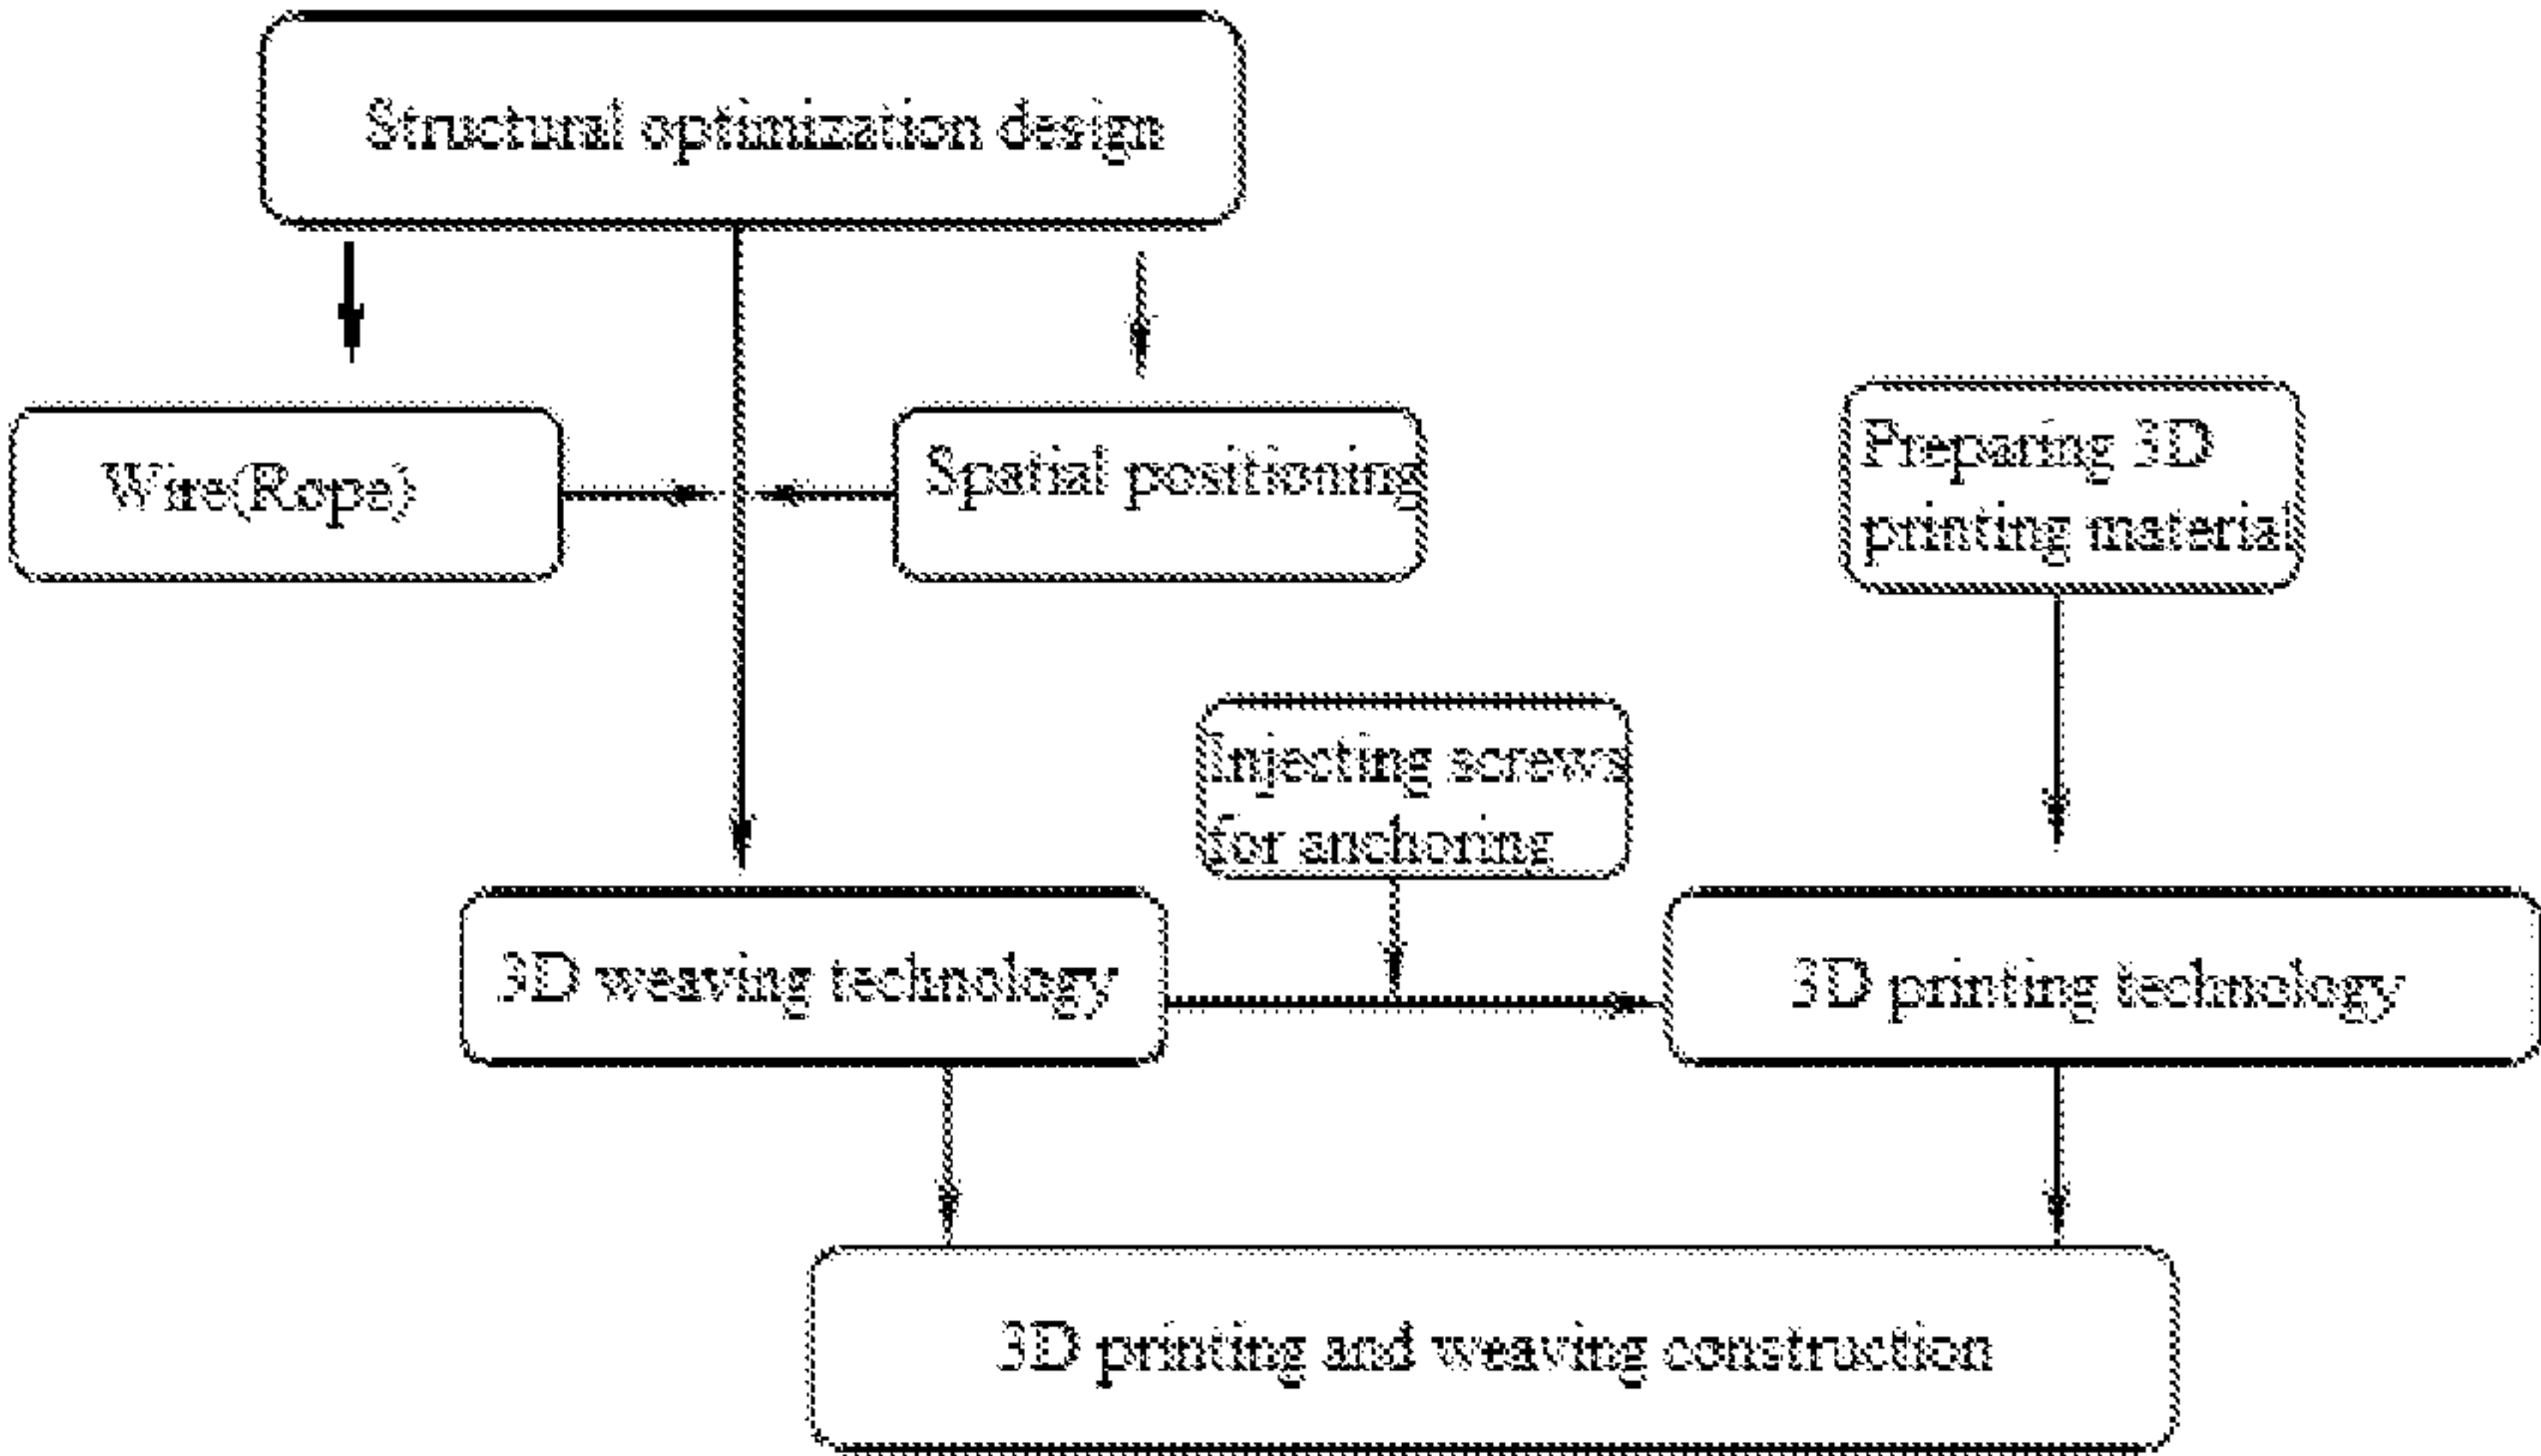 Structural optimization design
Wire(Rope)
Spatial positioning
Preparing 3D
printing material
Injecting screws
for anchoring
3D weaving technology
3D printing technology
3D printing and weaving construction